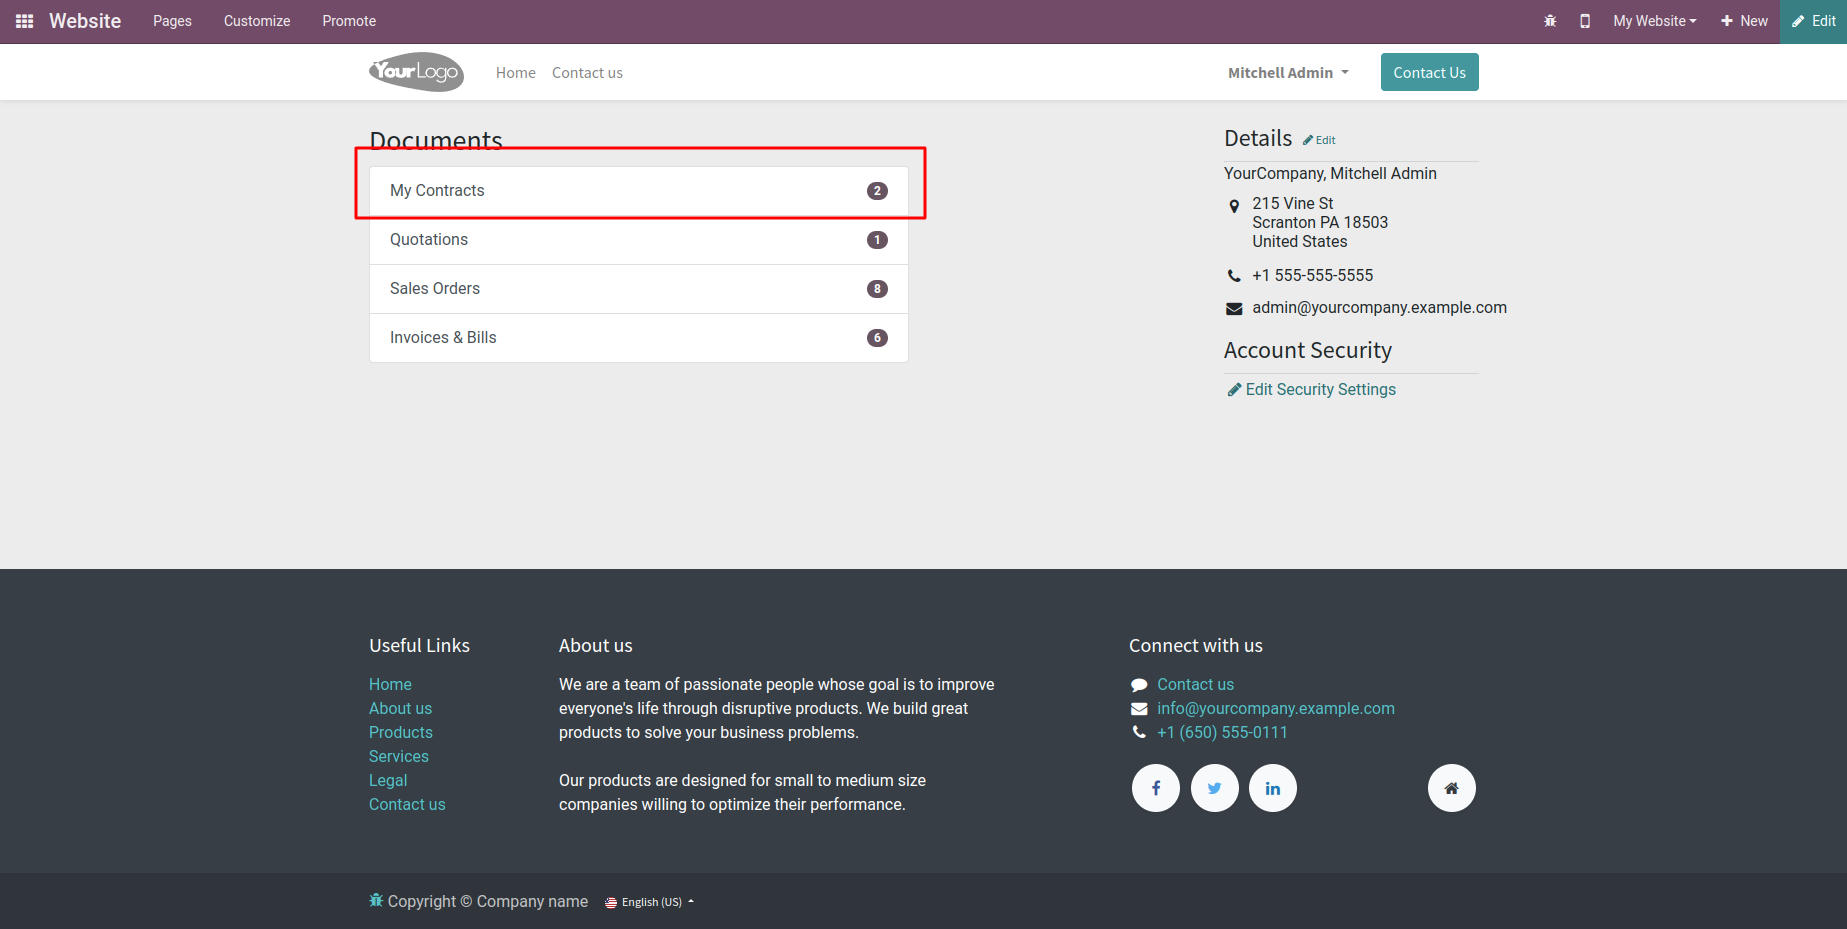 Website Pages Customize Promote My Website New Edit
YourLogo Home Contact us Mitchell Admin Contact Us
Documents
My Contracts 2
Quotations 1
Sales Orders 8
Invoices & Bills 6
Details Edit
YourCompany, Mitchell Admin
215 Vine St
Scranton PA 18503
United States
+1 555-555-5555
admin@yourcompany.example.com
Account Security
Edit Security Settings
Useful Links
Home
About us
Products
Services
Legal
Contact us
About us
We are a team of passionate people whose goal is to improve
everyone's life through disruptive products. We build great
products to solve your business problems.
Our products are designed for small to medium size
companies willing to optimize their performance.
Connect with us
Contact us
info@yourcompany.example.com
+1 (650) 555-0111
Copyright © Company name English (US)